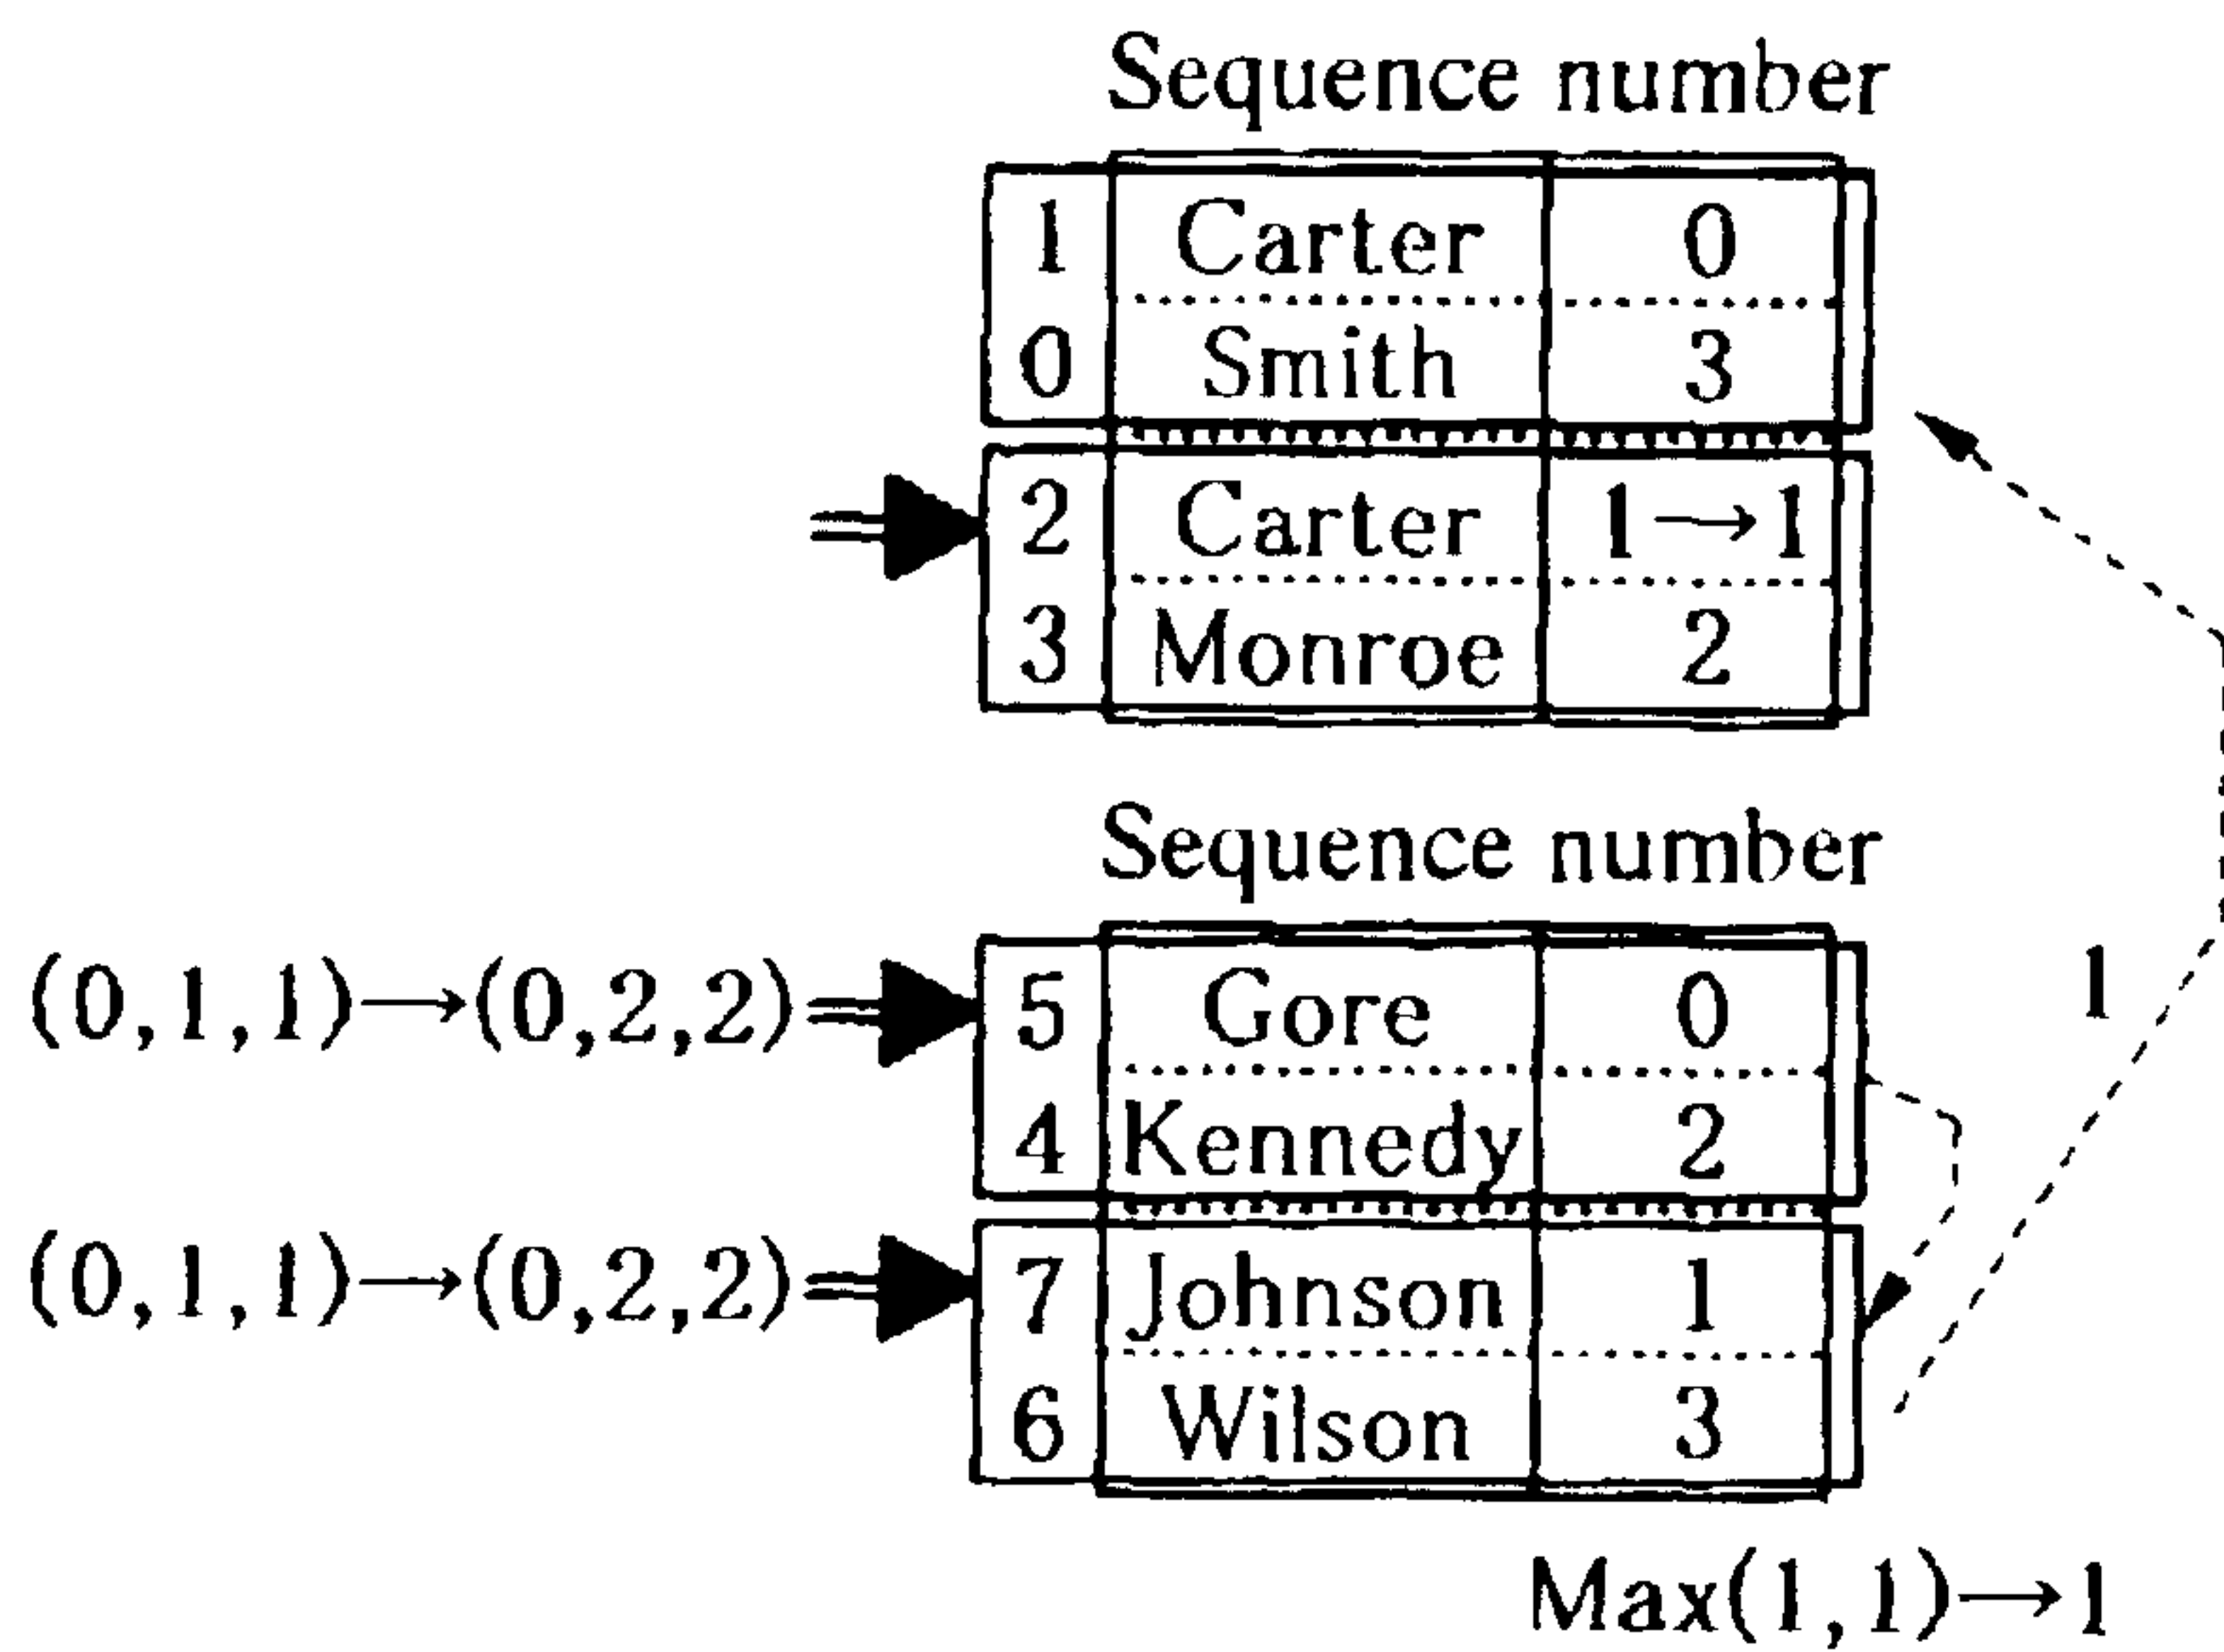 Sequence number
1 Carter 0
0 Smith 3
2 Carter 1→1
3 Monroe 2
Sequence number
(0,1,1)→(0,2,2) 5 Gore 0
1
4 Kennedy 2
(0,1,1)→(0,2,2) 7 Johnson 1
6 Wilson 3
Max(1,1)→1